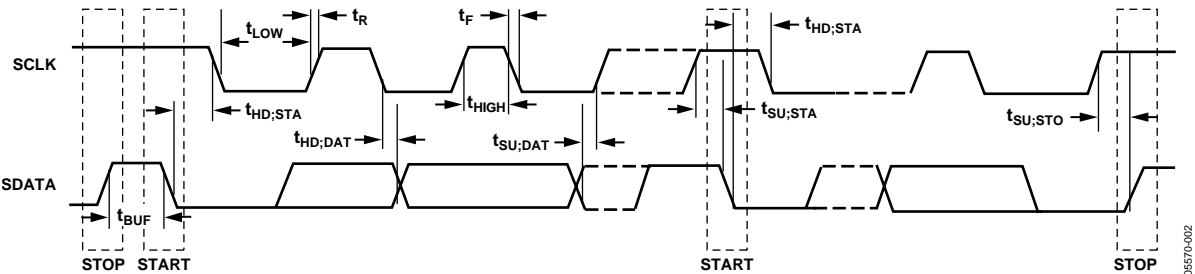 tLOW
tR
tF
tHD;STA
SCLK
tHD;STA
tHIGH
tSU;STA
tSU;STO
tHD;DAT
tSU;DAT
SDATA
tBUF
STOP
START
START
STOP
05570-002